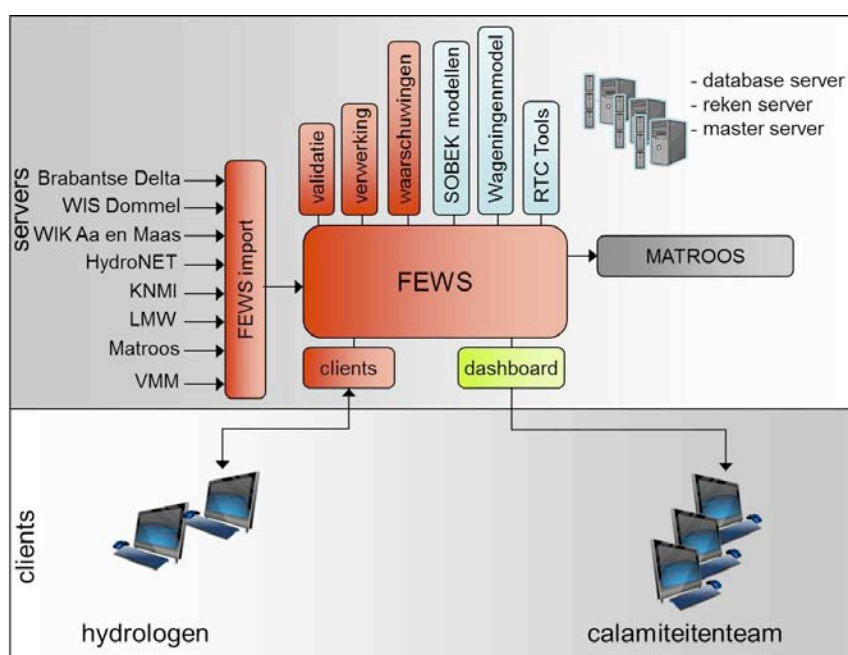 servers
Brabantse Delta
WIS Dommel
WIK Aa en Maas
HydroNET
KNMI
LMW
Matroos
VMM
FEWS import
validatie
verwerking
waarschuwingen
SOBEK modellen
Wageningenmodel
RTC Tools
- database server
- reken server
- master server
FEWS
MATROOS
clients
dashboard
clients
hydrologen
calamiteitenteam